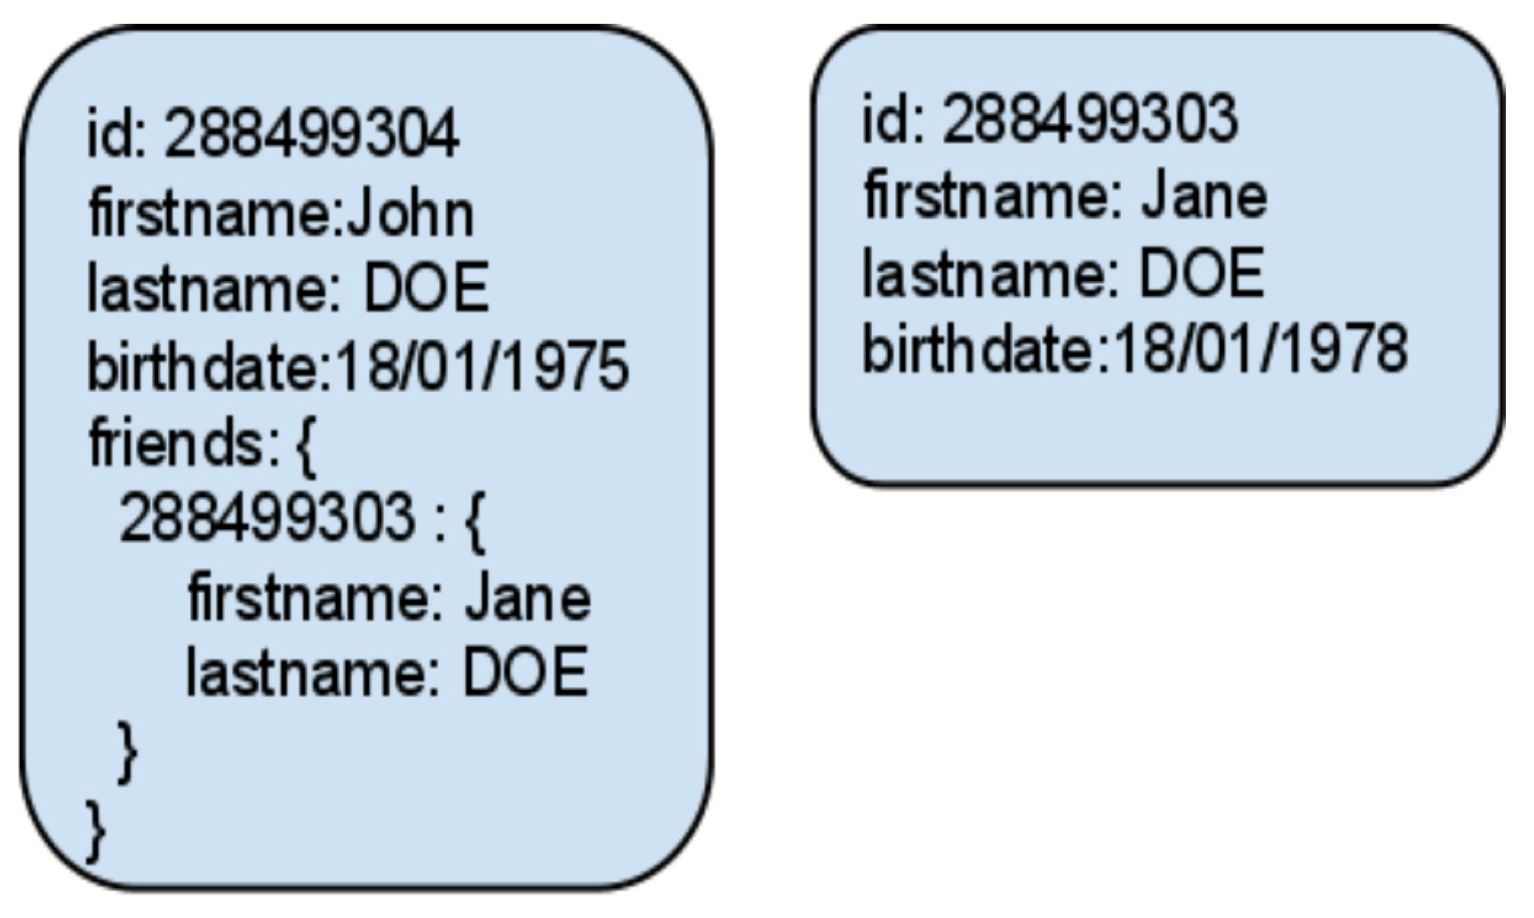 id: 288499304
firstname:John
lastname: DOE
birthdate:18/01/1975
friends: {
288499303 : {
firstname: Jane
lastname: DOE
}
}
id: 288499303
firstname: Jane
lastname: DOE
birthdate:18/01/1978